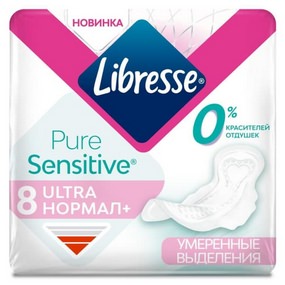 НОВИНКА
Libresse
Pure
Sensitive®
0%
КРАСИТЕЛЕЙ
ОТДУШЕК
8 ULTRA
НОРМАЛ+
УМЕРЕННЫЕ
ВЫДЕЛЕНИЯ